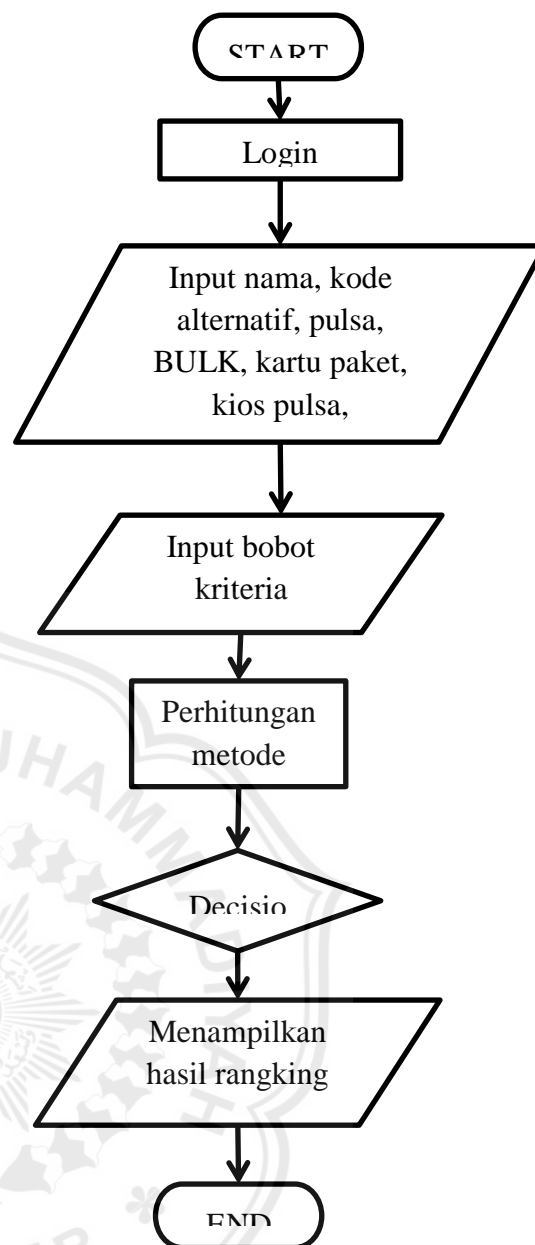 START
Login
Input nama, kode
alternatif, pulsa,
BULK, kartu paket,
kios pulsa,
Input bobot
kriteria
Perhitungan
metode
Decisio
Menampilkan
hasil rangking
END